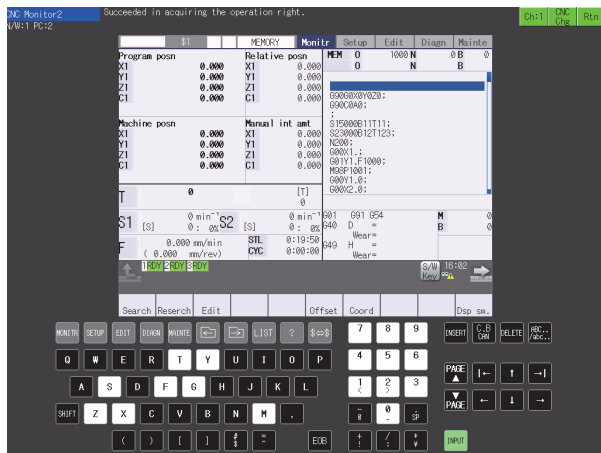 CNC Monitor2 Succeeded in acquiring the operation right. Ch:1 CNC Chg Rtn
N/W:1 PC:2
$1 MEMORY Monitr Setup Edit Diagn Mainte
Program posn Relative posn MEM O 1000 N 0 B 0
X1 0.000 X1 0.000 O N B
Y1 0.000 Y1 0.000
Z1 0.000 Z1 0.000
C1 0.000 C1 0.000
G90G0X0Y0Z0;
G90C0A0;
;
Machine posn Manual int amt
X1 0.000 X1 0.000
Y1 0.000 Y1 0.000
Z1 0.000 Z1 0.000
C1 0.000 C1 0.000
S15000B11T11;
S23000B12T123;
N200;
G00X1.;
G01Y1.F1000;
M98P1001;
G00Y1.0;
G00X2.0;
T 0 [T] 0
S1 [S] 0 min-1 0: 0% S2 [S] 0 min-1 0: 0%
F 0.000 mm/min ( 0.000 mm/rev)
STL 0:19:50
CYC 0:00:00
G01 G91 G54 M 0
G40 D = B 0
Wear=
G49 H =
Wear=
1RDY 2RDY 3RDY S/W Key 16:02
Search Reserch Edit Offset Coord Dsp sw.
MONITR SETUP EDIT DIAGN MAINTE LIST ? $⇔$ 7 8 9 INSERT C.B CAN DELETE ABC.. /abc..
Q W E R T Y U I O P 4 5 6
A S D F G H J K L 1 2 < 3 > PAGE ▲ |← ↑ →|
SHIFT Z X C V B N M . - 0 . SP PAGE ▼ ← ↓ →
( ) [ ] # $ = EOB + ! / : * ¥ INPUT